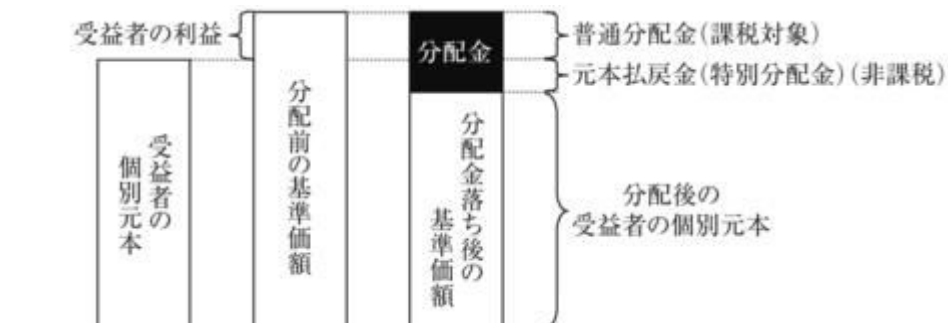 受益者の利益
分配金
普通分配金(課税対象)
元本払戻金(特別分配金)(非課税)
受益者の
個別元本
分配前の基準価額
分配金落ち後の
基準価額
分配後の
受益者の個別元本